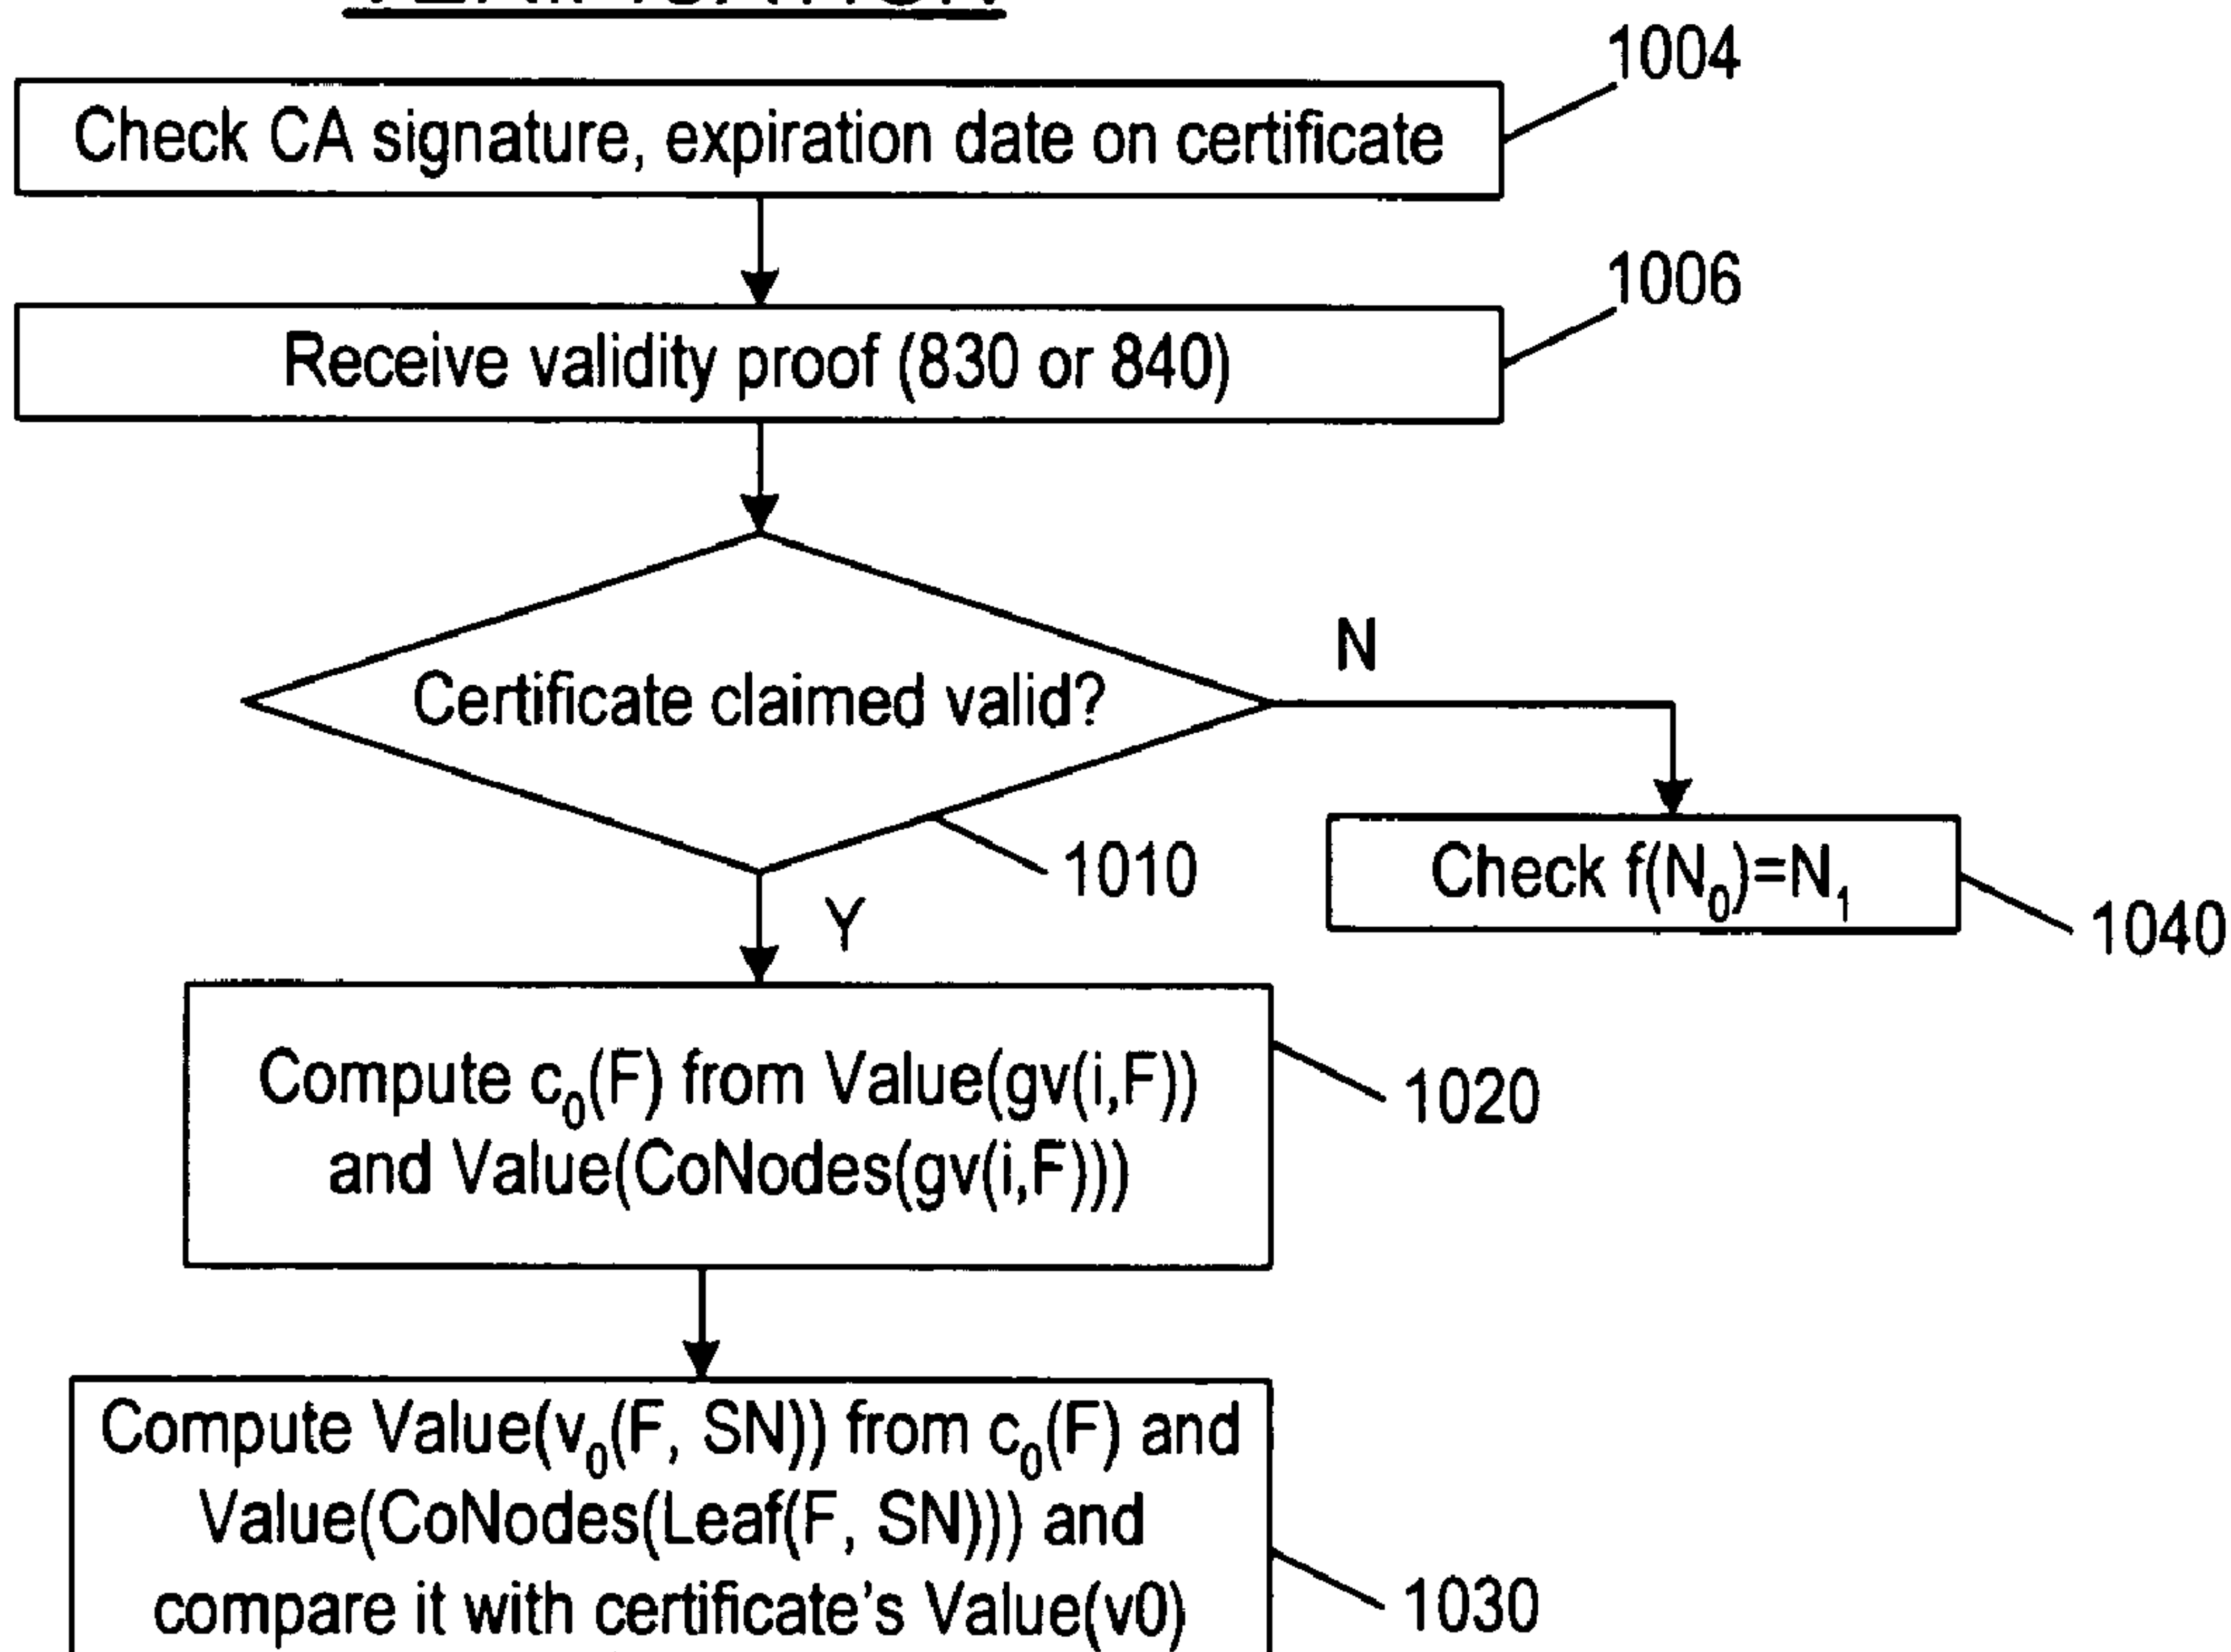 1004
Check CA signature, expiration date on certificate
1006
Receive validity proof (830 or 840)
N
Certificate claimed valid?
1010
Check f(N₀)=N₁
1040
Y
Compute c₀(F) from Value(gv(i,F))
and Value(CoNodes(gv(i,F)))
1020
Compute Value(v₀(F, SN)) from c₀(F) and
Value(CoNodes(Leaf(F, SN))) and
compare it with certificate's Value(v0)
1030